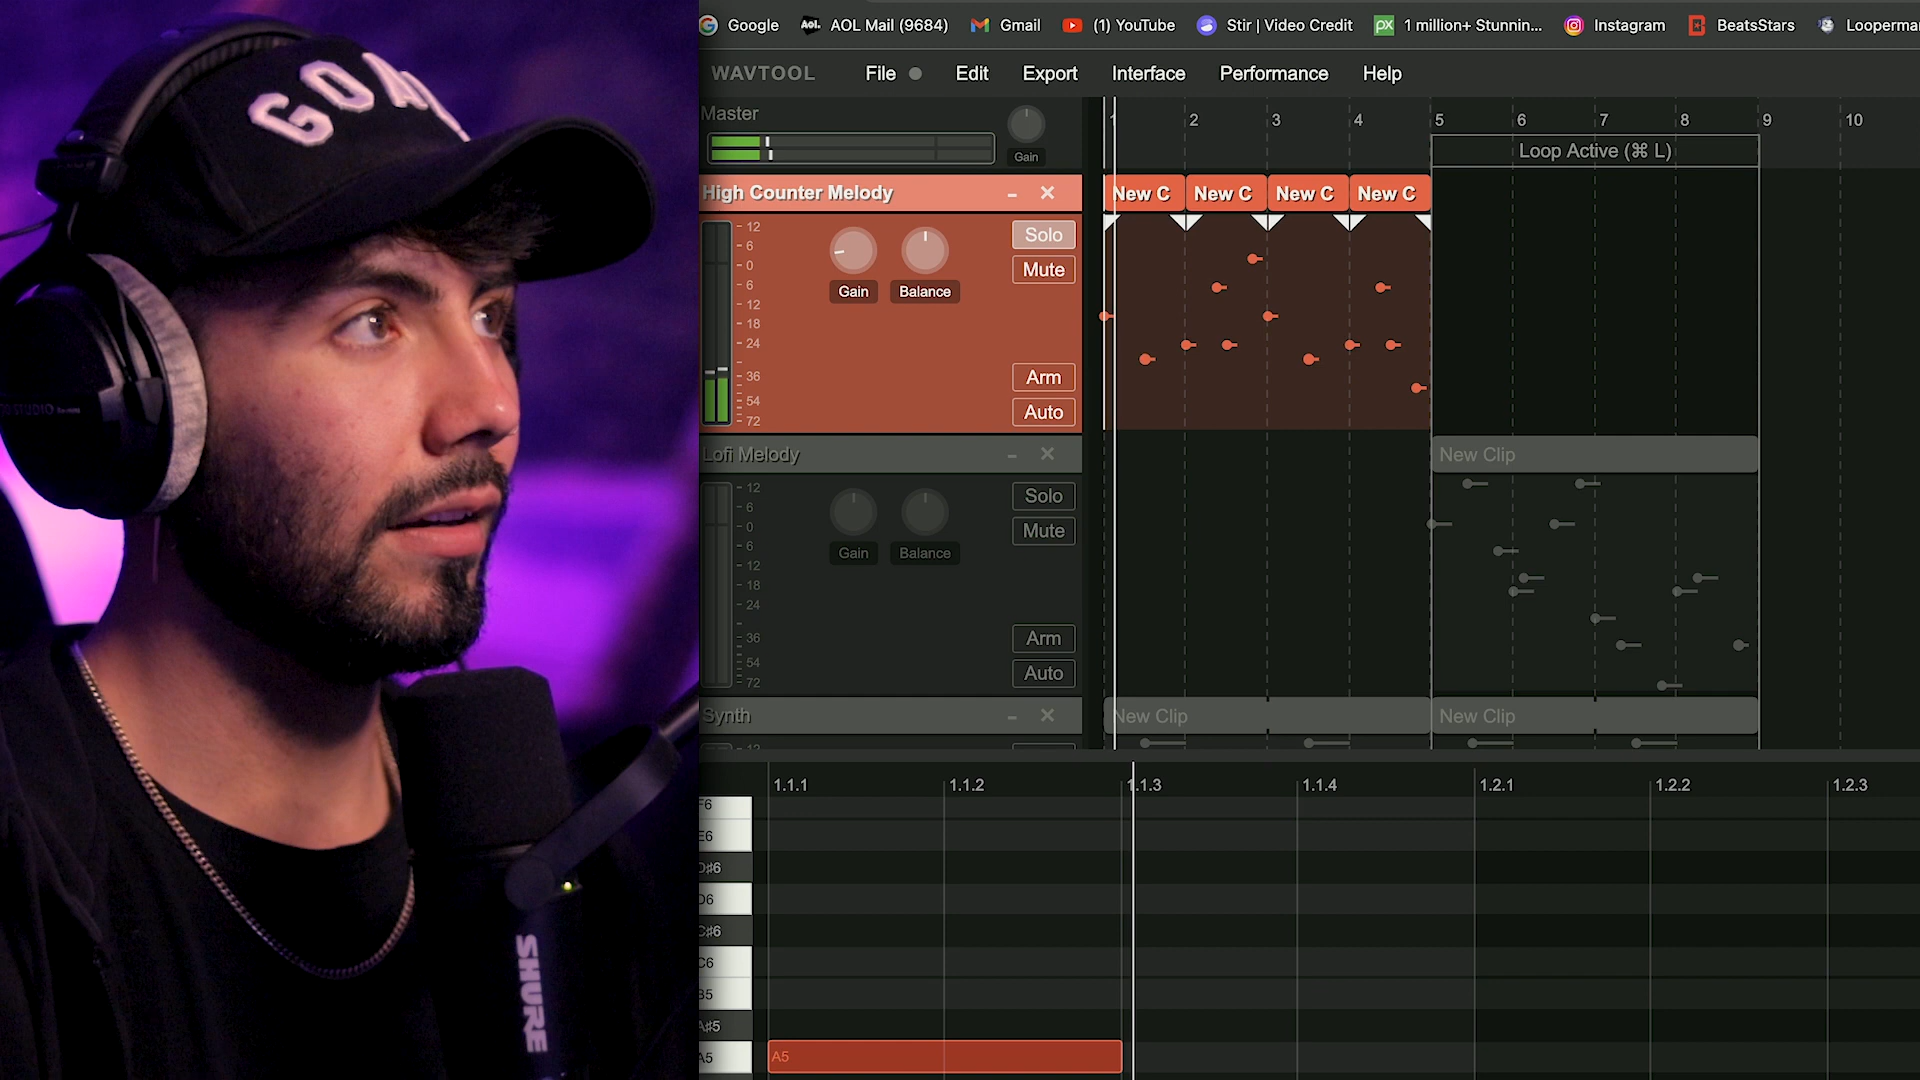 GOA
SHURE
Google
Aol.
AOL Mail (9684)
Gmail
(1) YouTube
Stir | Video Credit
px
1 million+ Stunnin...
Instagram
BeatsStars
Looperma
WAVTOOL
File
Edit
Export
Interface
Performance
Help
Master
Gain
1 2 3 4 5 6 7 8 9 10
Loop Active (⌘ L)
High Counter Melody
New C New C New C New C
12
6
0
6
12
18
24
36
54
72
Gain
Balance
Solo
Mute
Arm
Auto
Lofi Melody
New Clip
12
6
0
6
12
18
24
36
54
72
Gain
Balance
Solo
Mute
Arm
Auto
Synth
New Clip
New Clip
12
1.1.1 1.1.2 1.1.3 1.1.4 1.2.1 1.2.2 1.2.3
F6
E6
D#6
D6
C#6
C6
B5
A#5
A5
A5